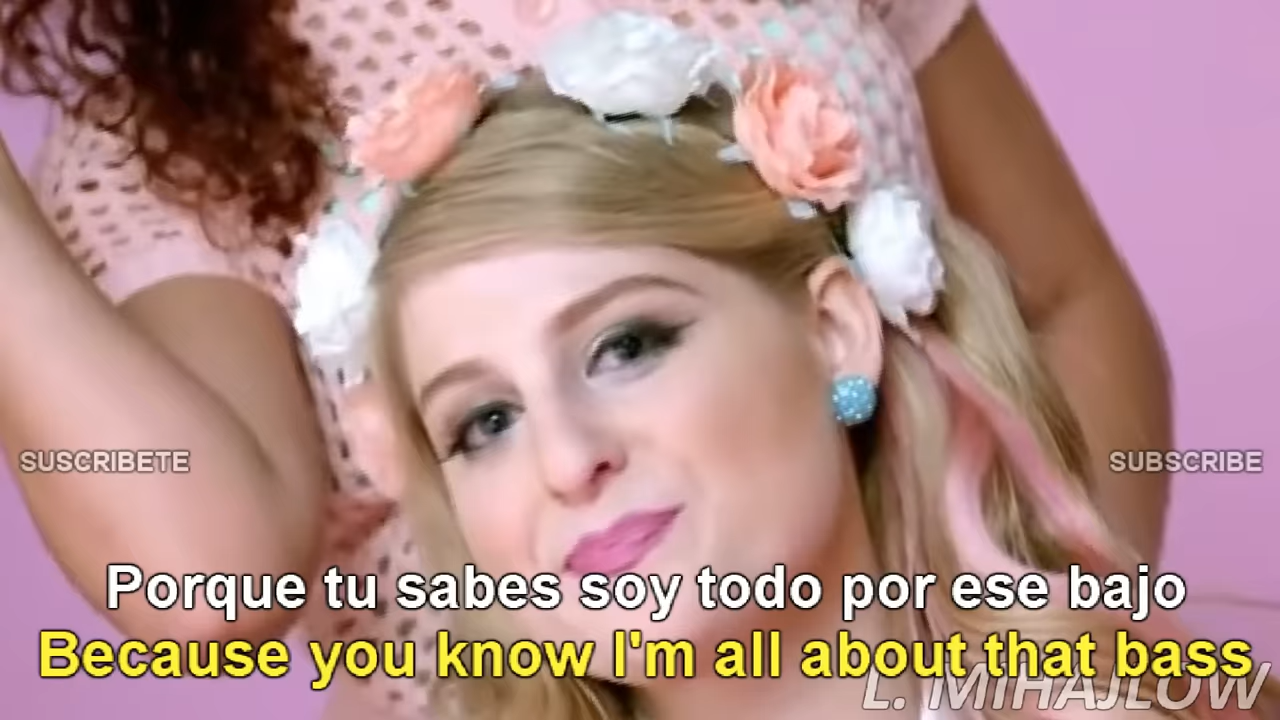 SUSCRIBETE
SUBSCRIBE
Porque tu sabes soy todo por ese bajo
Because you know I'm all about that bass
L. MIHAJLOW